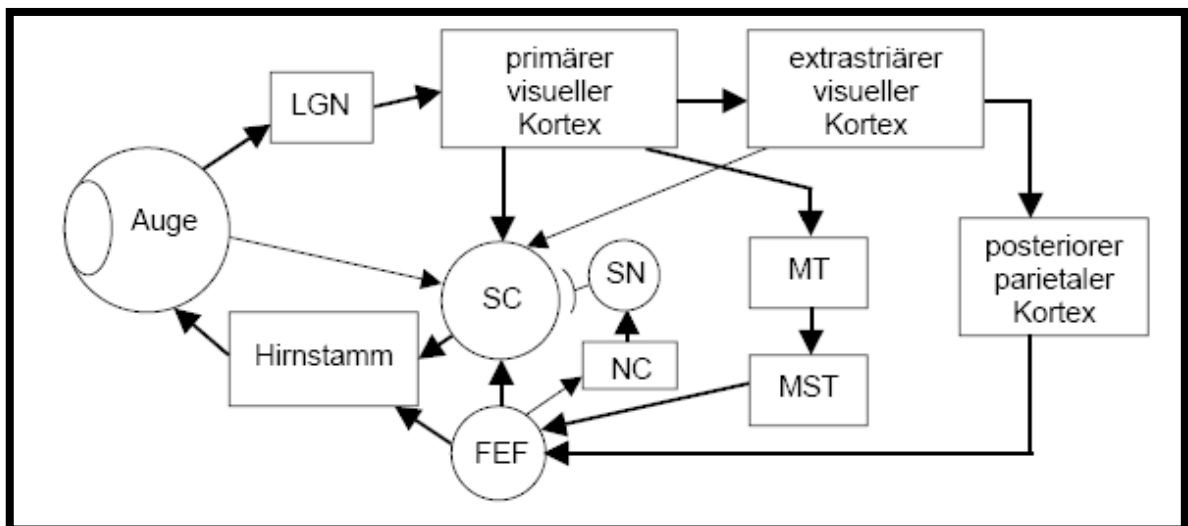 primärer
visueller
Kortex
extrastriärer
visueller
Kortex
LGN
Auge
SC
SN
MT
posteriorer
parietaler
Kortex
Hirnstamm
NC
MST
FEF